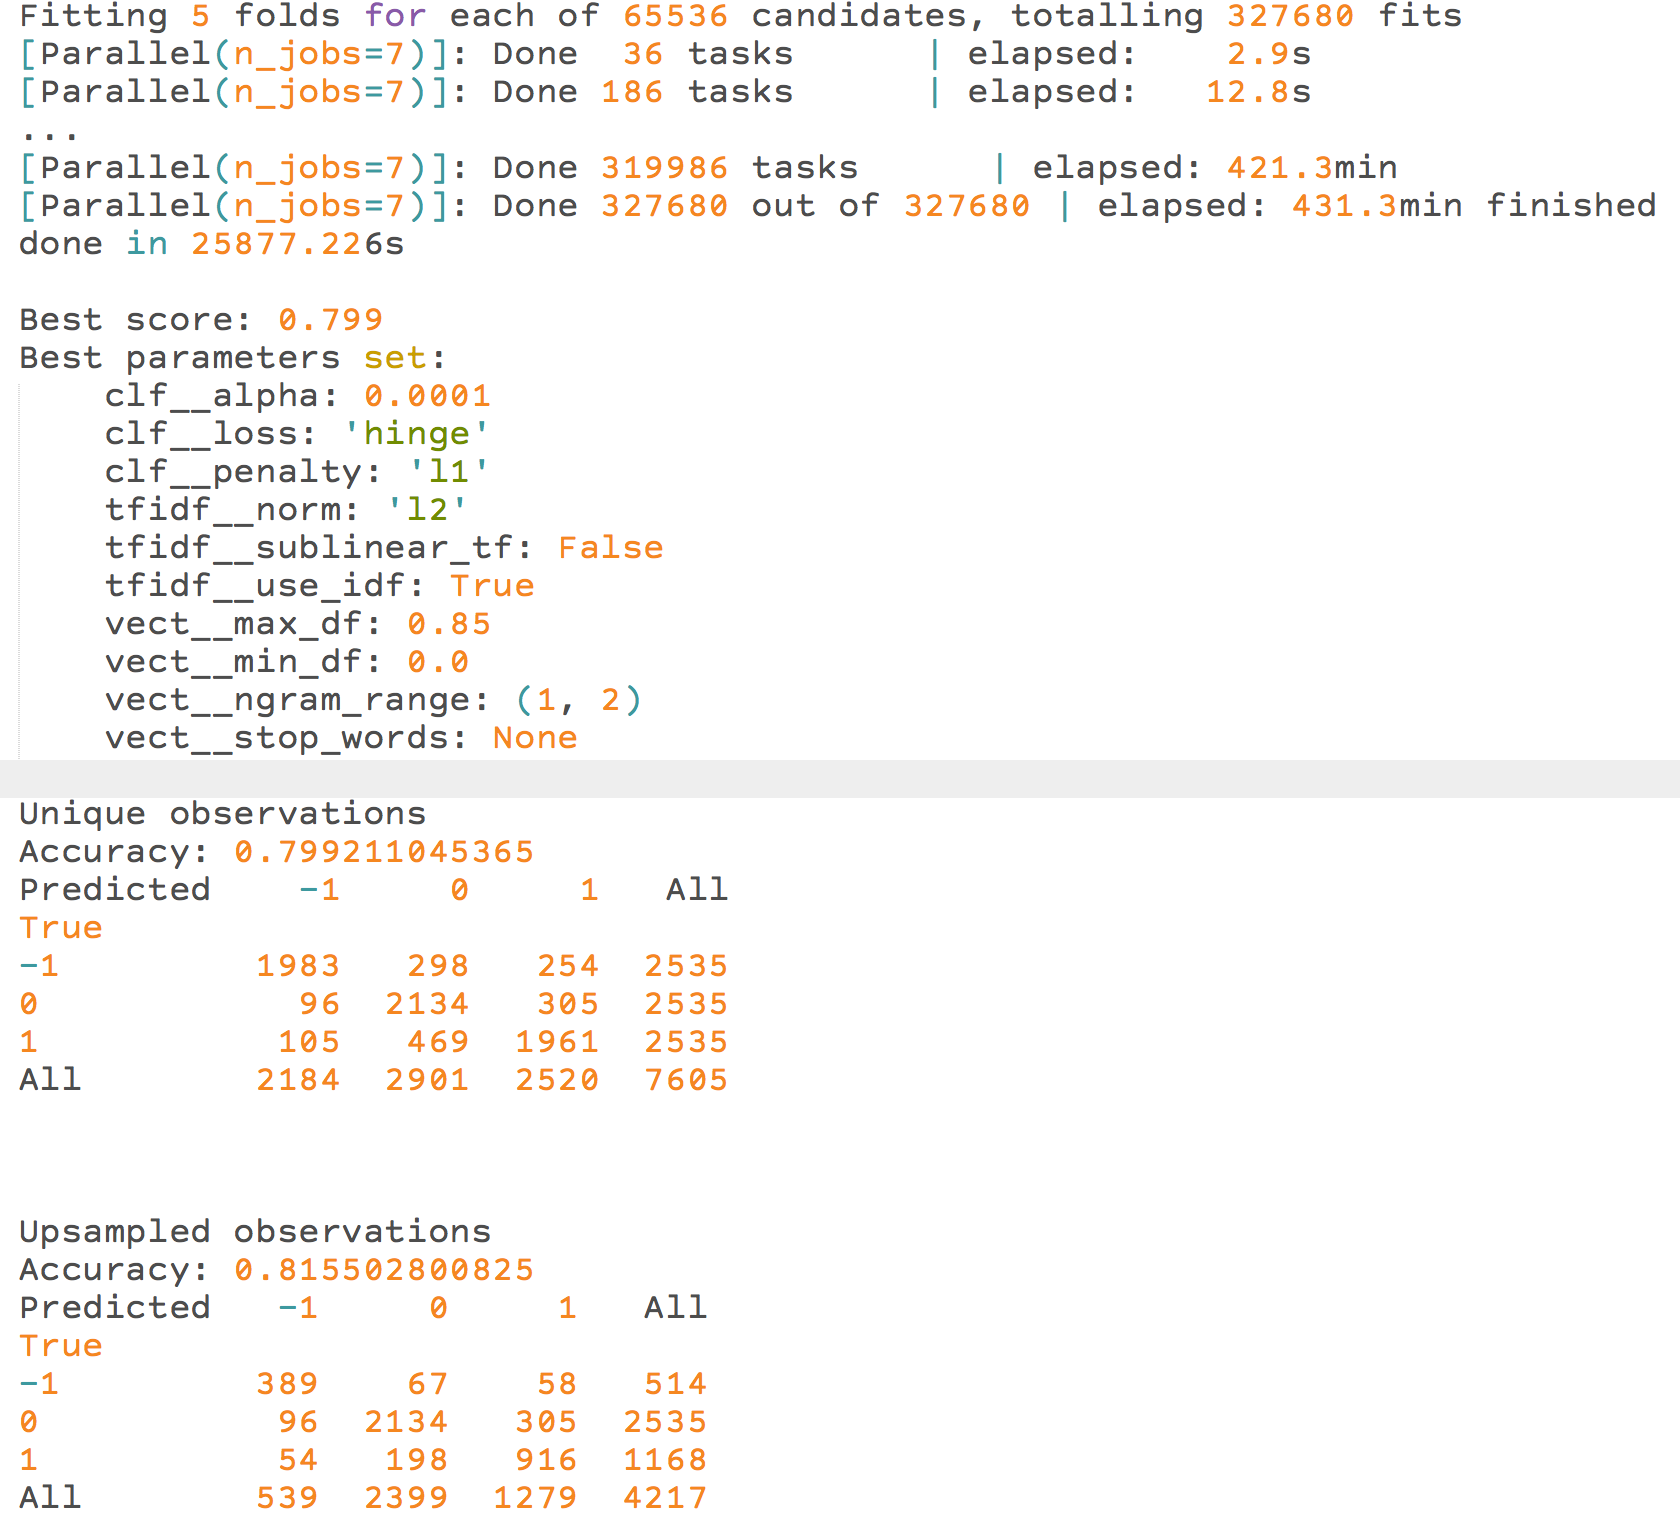 Fitting 5 folds for each of 65536 candidates, totalling 327680 fits
[Parallel(n_jobs=7)]: Done  36 tasks      | elapsed:    2.9s
[Parallel(n_jobs=7)]: Done 186 tasks      | elapsed:   12.8s
...
[Parallel(n_jobs=7)]: Done 319986 tasks      | elapsed: 421.3min
[Parallel(n_jobs=7)]: Done 327680 out of 327680 | elapsed: 431.3min finished
done in 25877.226s

Best score: 0.799
Best parameters set:
    clf__alpha: 0.0001
    clf__loss: 'hinge'
    clf__penalty: 'l1'
    tfidf__norm: 'l2'
    tfidf__sublinear_tf: False
    tfidf__use_idf: True
    vect__max_df: 0.85
    vect__min_df: 0.0
    vect__ngram_range: (1, 2)
    vect__stop_words: None

Unique observations
Accuracy: 0.799211045365
Predicted    -1     0     1   All
True
-1         1983   298   254  2535
0            96  2134   305  2535
1           105   469  1961  2535
All        2184  2901  2520  7605

Upsampled observations
Accuracy: 0.815502800825
Predicted   -1     0     1   All
True
-1         389    67    58   514
0           96  2134   305  2535
1           54   198   916  1168
All        539  2399  1279  4217